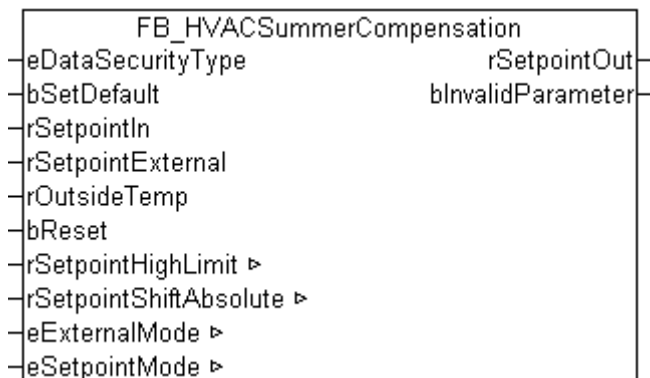 FB_HVACSummerCompensation
eDataSecurityType rSetpointOut
bSetDefault bInvalidParameter
rSetpointIn
rSetpointExternal
rOutsideTemp
bReset
rSetpointHighLimit ▹
rSetpointShiftAbsolute ▹
eExternalMode ▹
eSetpointMode ▹